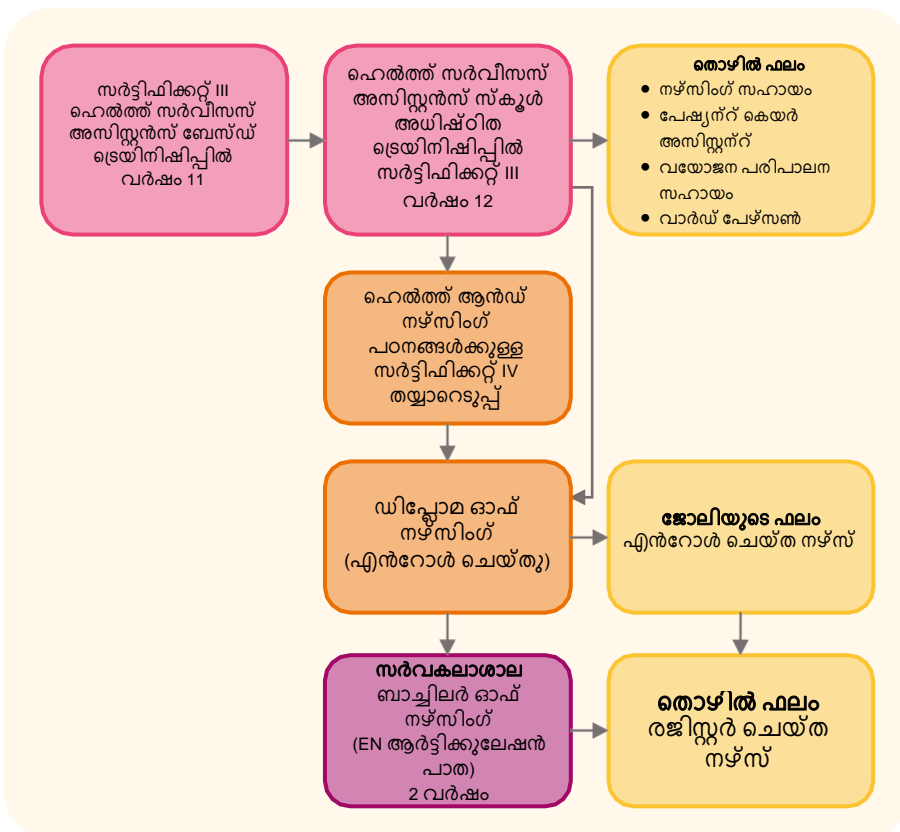 സർട്ടിഫിക്കറ്റ് III
ഹെൽത്ത് സർവീസസ്
അസിസ്റ്റൻസ് ബേസ്ഡ്
ട്രെയിനിഷിപ്പിൽ
വർഷം 11
ഹെൽത്ത് സർവീസസ്
അസിസ്റ്റൻസ് സ്കൂൾ
അധിഷ്ഠിത
ട്രെയിനിഷിപ്പിൽ
സർട്ടിഫിക്കറ്റ് III
വർഷം 12
തൊഴിൽ ഫലം
• നഴ്സിംഗ് സഹായം
• പേഷ്യന്റ് കെയർ
അസിസ്റ്റന്റ്
• വയോജന പരിപാലന
സഹായം
• വാർഡ് പേഴ്സൺ
ഹെൽത്ത് ആൻഡ്
നഴ്സിംഗ്
പഠനങ്ങൾക്കുള്ള
സർട്ടിഫിക്കറ്റ് IV
തയ്യാറെടുപ്പ്
ഡിപ്ലോമ ഓഫ്
നഴ്സിംഗ്
(എൻറോൾ ചെയ്തു)
ജോലിയുടെ ഫലം
എൻറോൾ ചെയ്ത നഴ്സ്
സർവകലാശാല
ബാച്ചിലർ ഓഫ്
നഴ്സിംഗ്
(EN ആർട്ടിക്കുലേഷൻ
പാത)
2 വർഷം
തൊഴിൽ ഫലം
രജിസ്റ്റർ ചെയ്ത
നഴ്സ്